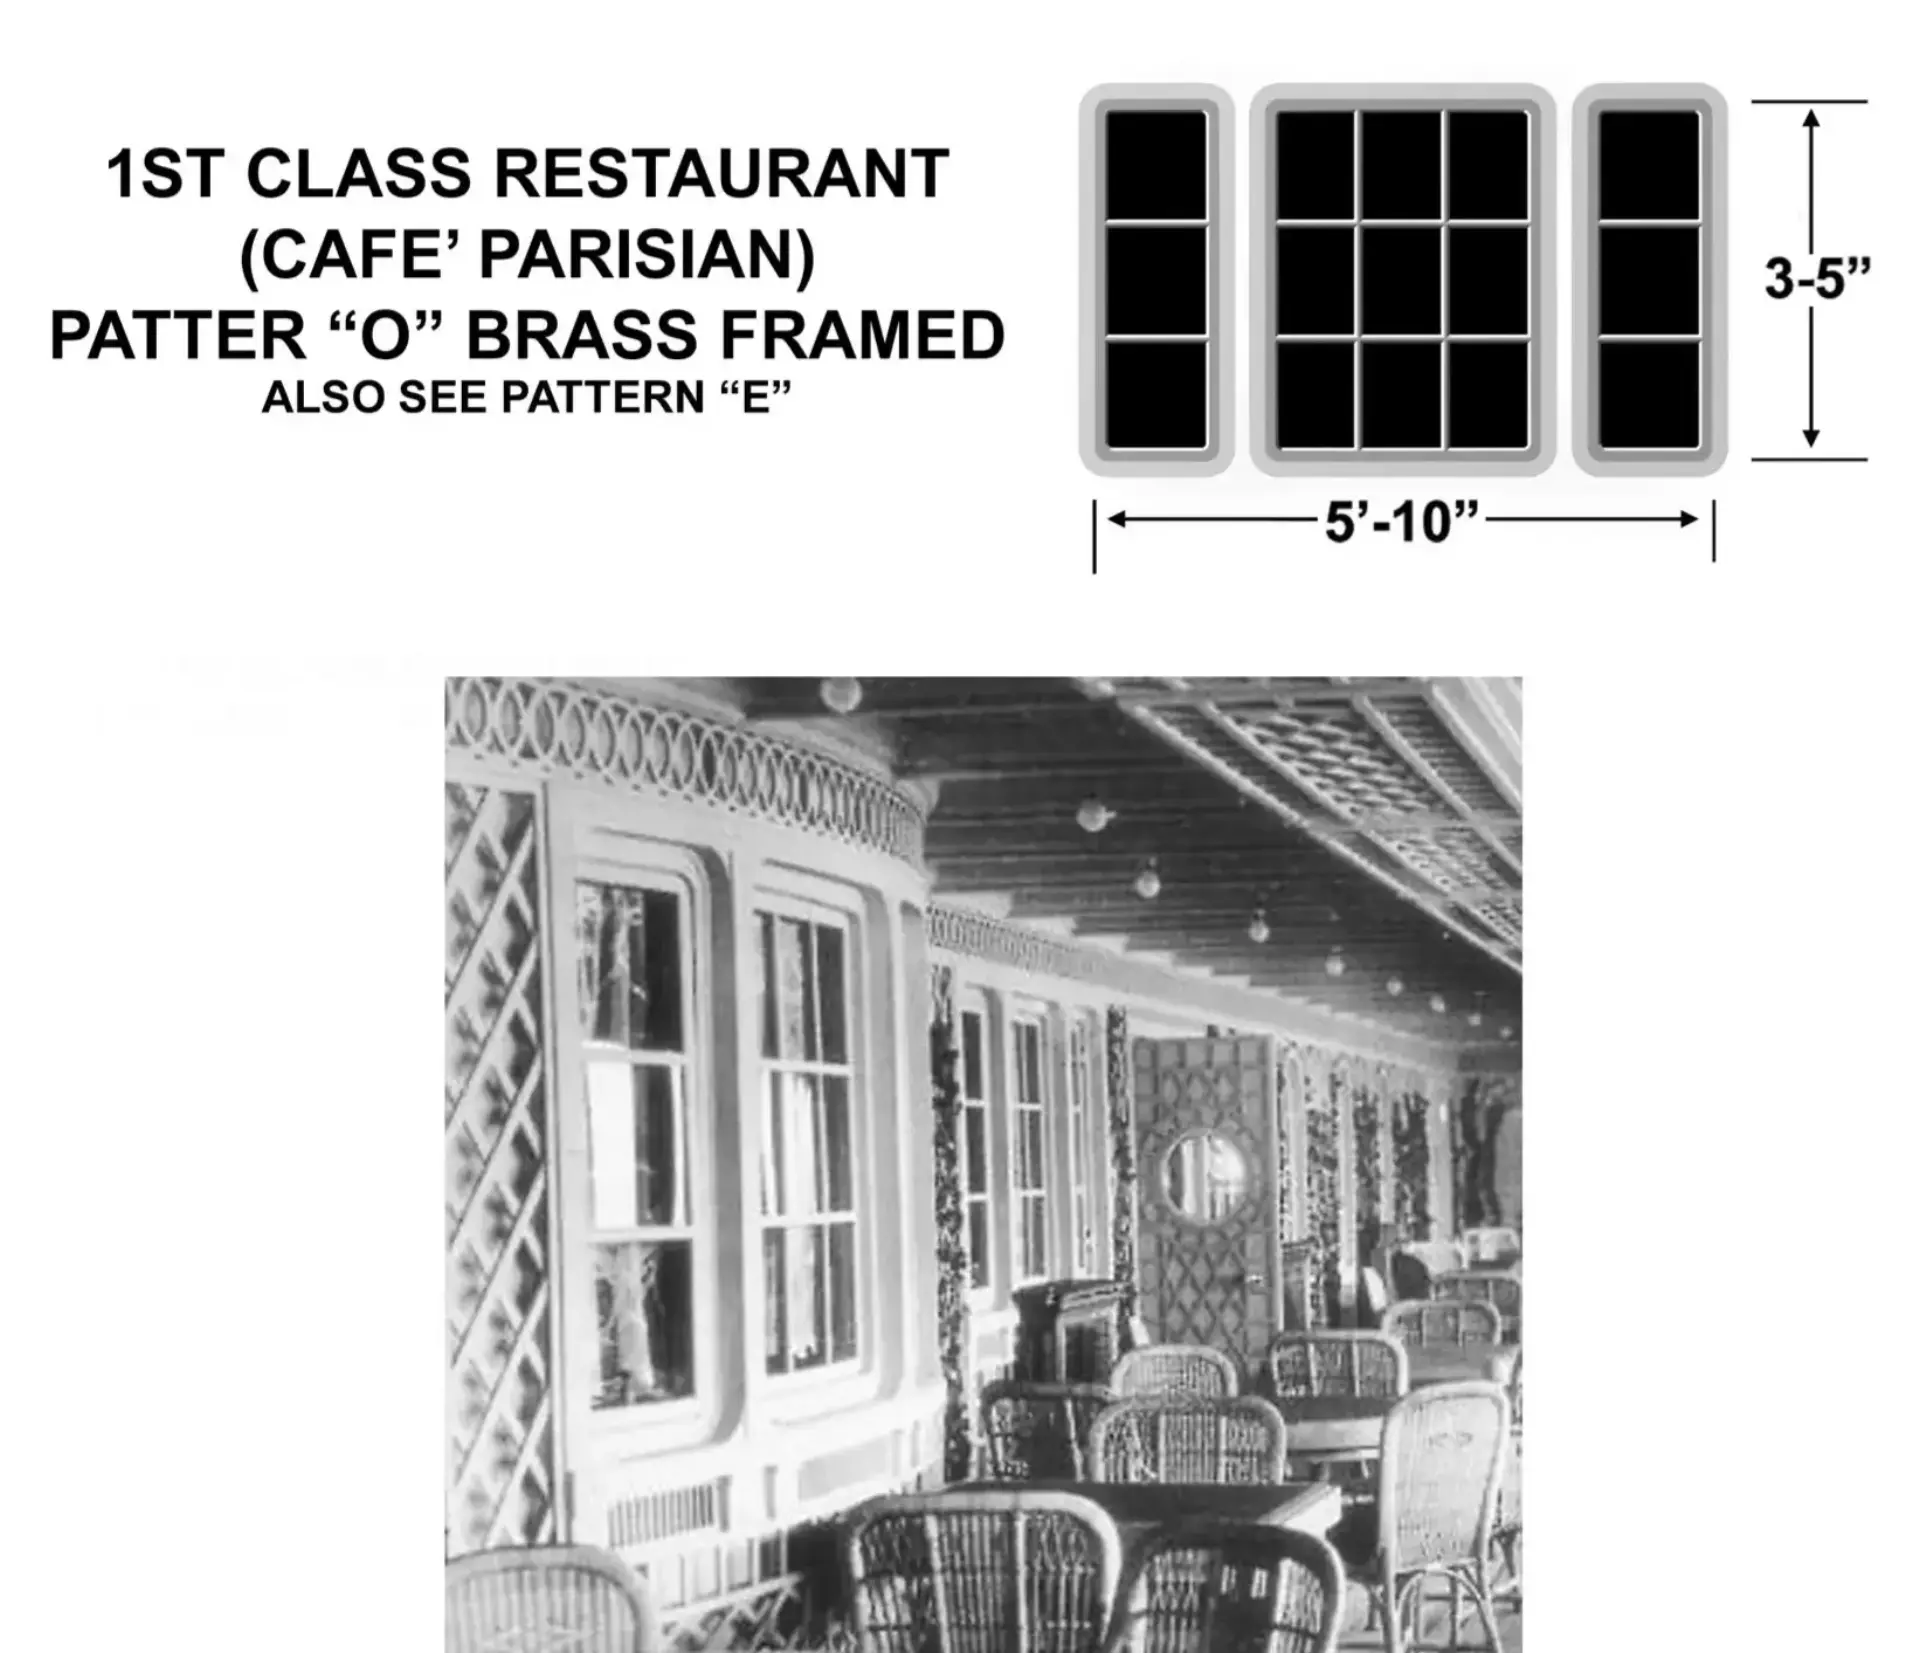 1ST CLASS RESTAURANT
(CAFE’ PARISIAN)
PATTER “O” BRASS FRAMED
ALSO SEE PATTERN “E”
3-5”
5’-10”